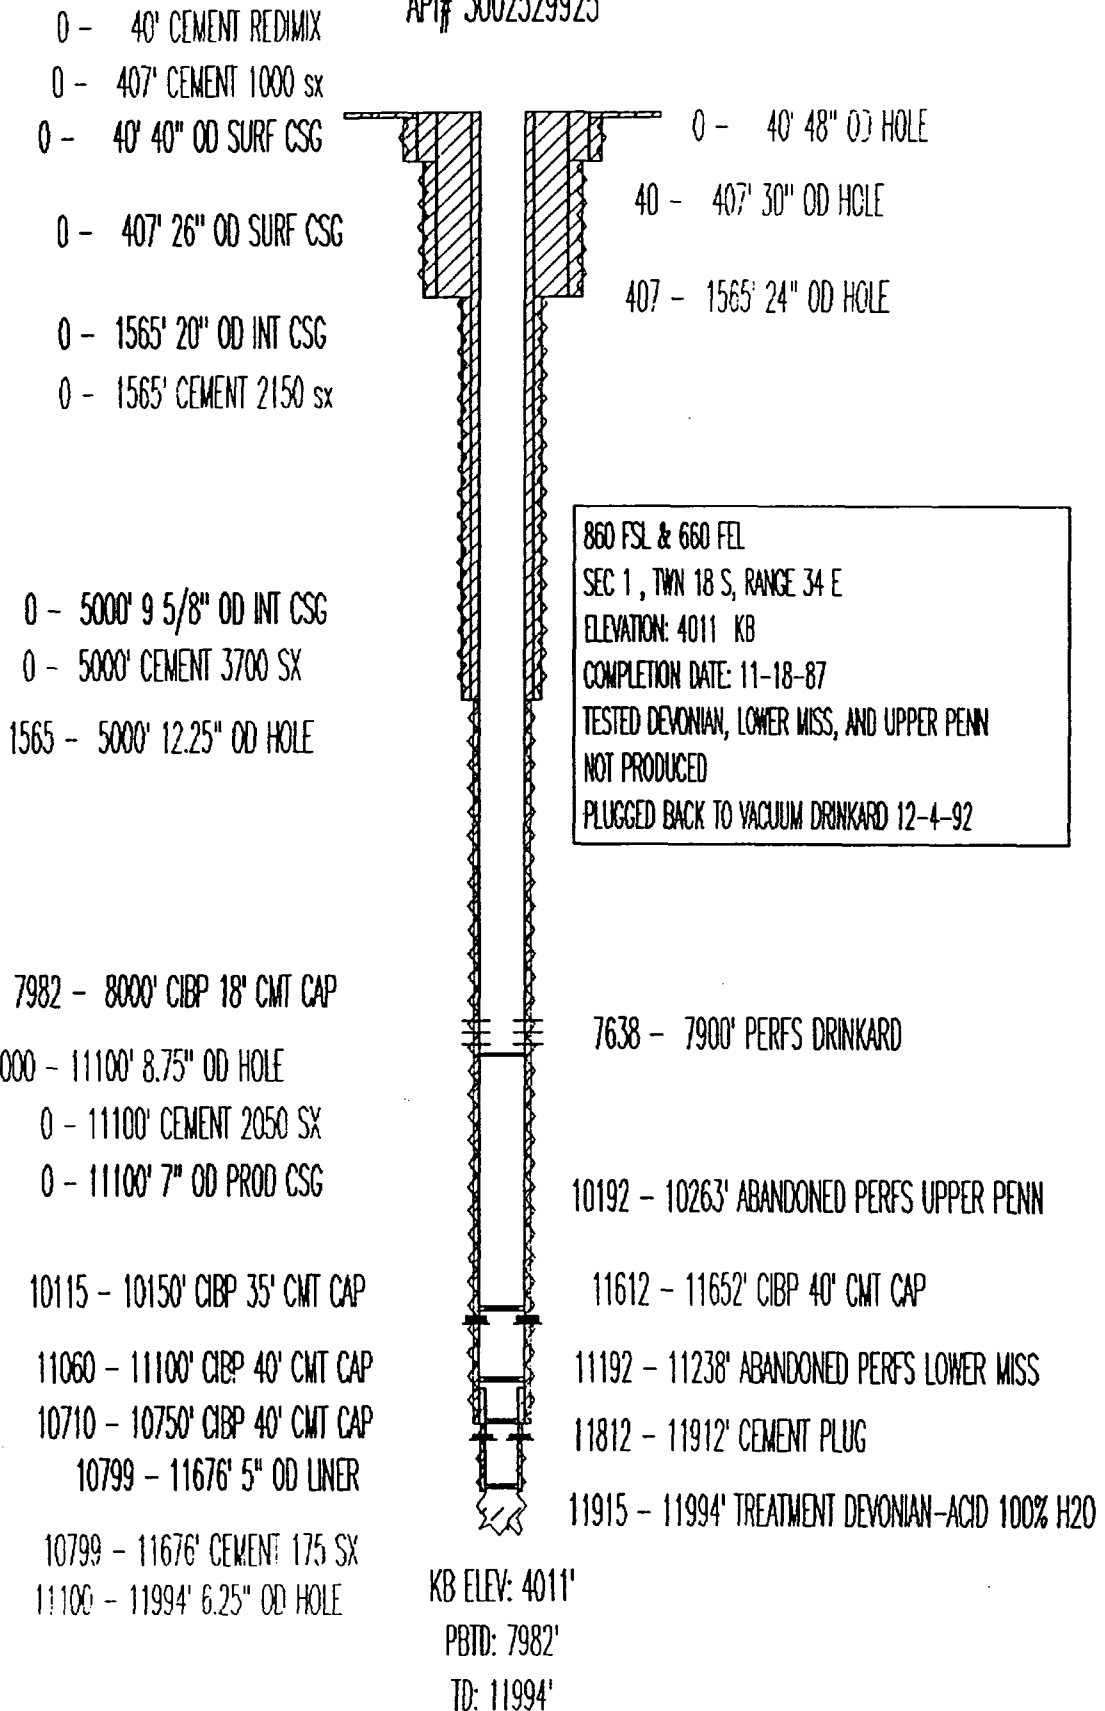 API# 3002529925
0 - 40' CEMENT REDIMIX
0 - 407' CEMENT 1000 sx
0 - 40' 40" OD SURF CSG
0 - 407' 26" OD SURF CSG
0 - 1565' 20" OD INT CSG
0 - 1565' CEMENT 2150 sx
0 - 5000' 9 5/8" OD INT CSG
0 - 5000' CEMENT 3700 SX
1565 - 5000' 12.25" OD HOLE
7982 - 8000' CIBP 18' CMT CAP
000 - 11100' 8.75" OD HOLE
0 - 11100' CEMENT 2050 SX
0 - 11100' 7" OD PROD CSG
10115 - 10150' CIBP 35' CMT CAP
11060 - 11100' CIBP 40' CMT CAP
10710 - 10750' CIBP 40' CMT CAP
10799 - 11676' 5" OD LINER
10799 - 11676' CEMENT 175 SX
11100 - 11994' 6.25" OD HOLE
0 - 40' 48" OD HOLE
40 - 407' 30" OD HOLE
407 - 1565' 24" OD HOLE
860 FSL & 660 FEL
SEC 1 , TWN 18 S, RANGE 34 E
ELEVATION: 4011 KB
COMPLETION DATE: 11-18-87
TESTED DEVONIAN, LOWER MISS, AND UPPER PENN
NOT PRODUCED
PLUGGED BACK TO VACUUM DRINKARD 12-4-92
7638 - 7900' PERFS DRINKARD
10192 - 10263' ABANDONED PERFS UPPER PENN
11612 - 11652' CIBP 40' CMT CAP
11192 - 11238' ABANDONED PERFS LOWER MISS
11812 - 11912' CEMENT PLUG
11915 - 11994' TREATMENT DEVONIAN-ACID 100% H2O
KB ELEV: 4011'
PBTD: 7982'
TD: 11994'